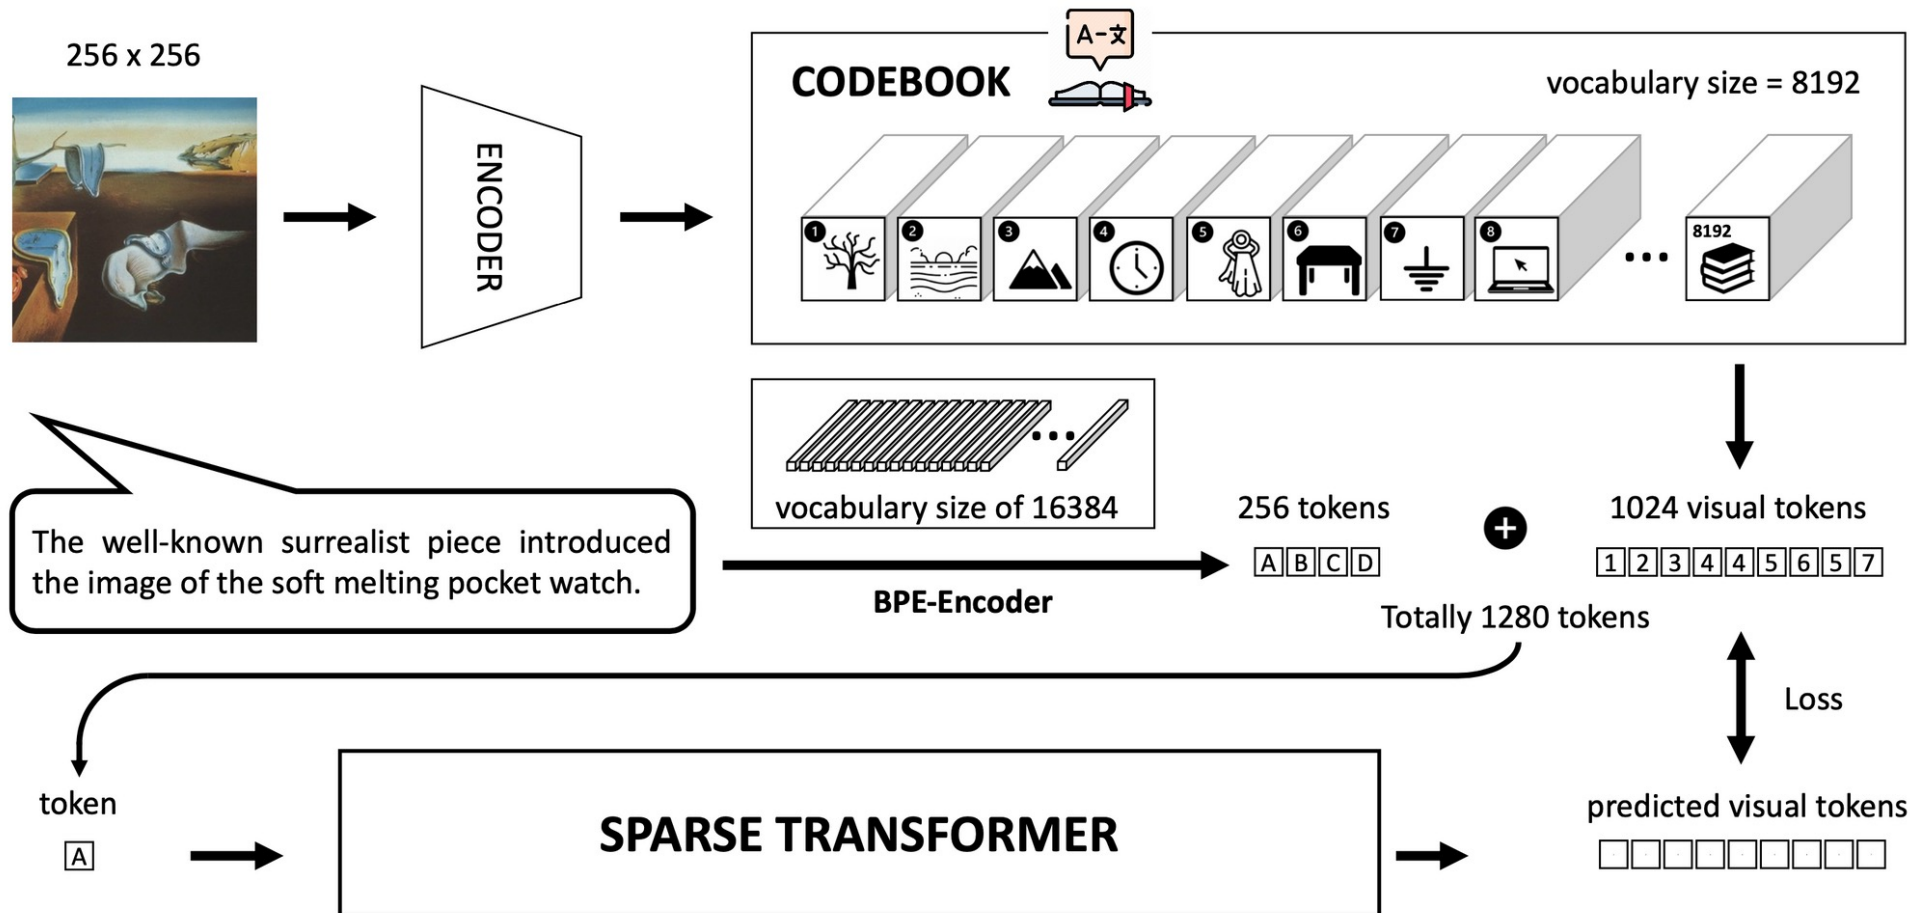 256 x 256
ENCODER
CODEBOOK
A-文
vocabulary size = 8192
1 2 3 4 5 6 7 8 ... 8192
vocabulary size of 16384
The well-known surrealist piece introduced
the image of the soft melting pocket watch.
BPE-Encoder
256 tokens
A B C D
+
1024 visual tokens
1 2 3 4 4 5 6 5 7
Totally 1280 tokens
Loss
token
A
SPARSE TRANSFORMER
predicted visual tokens